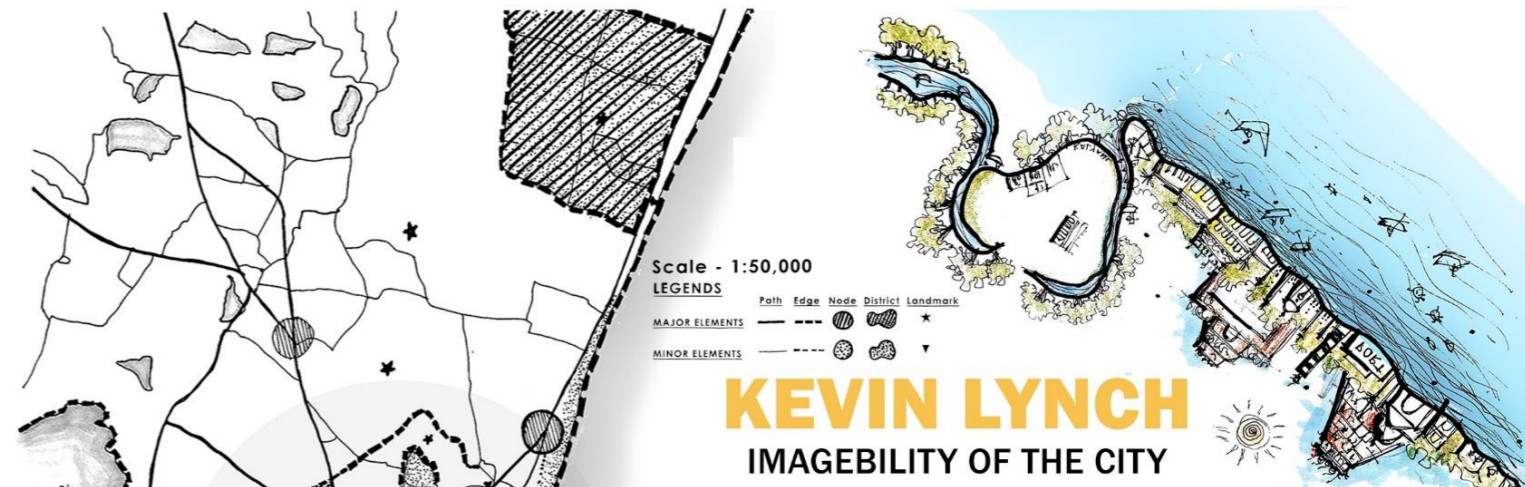 Scale - 1:50,000
LEGENDS
Path Edge Node District Landmark
MAJOR ELEMENTS
MINOR ELEMENTS
KEVIN LYNCH
IMAGEBILITY OF THE CITY
PORT